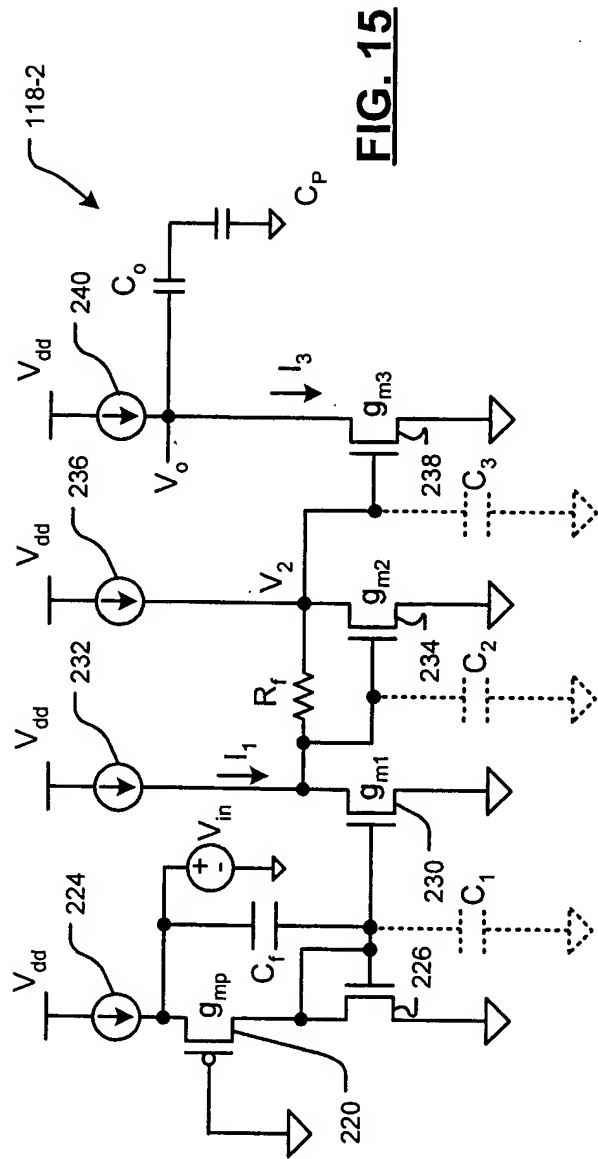 118-2
V_dd
V_dd
V_dd
V_dd
224
232
236
240
V_in
+
-
I_1
R_f
V_2
V_o
C_o
C_P
I_3
C_f
g_mp
g_m1
g_m2
g_m3
220
226
230
234
238
C_1
C_2
C_3
FIG. 15